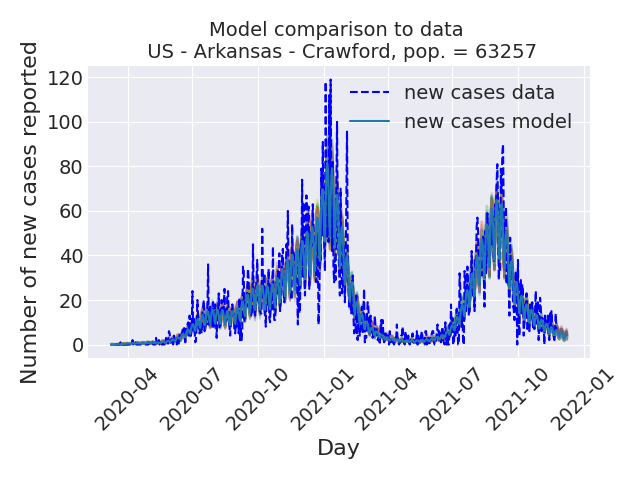 Model comparison to data
US - Arkansas - Crawford, pop. = 63257
Number of new cases reported
120
100
80
60
40
20
0
new cases data
new cases model
2020-04
2020-07
2020-10
2021-01
2021-04
2021-07
2021-10
2022-01
Day